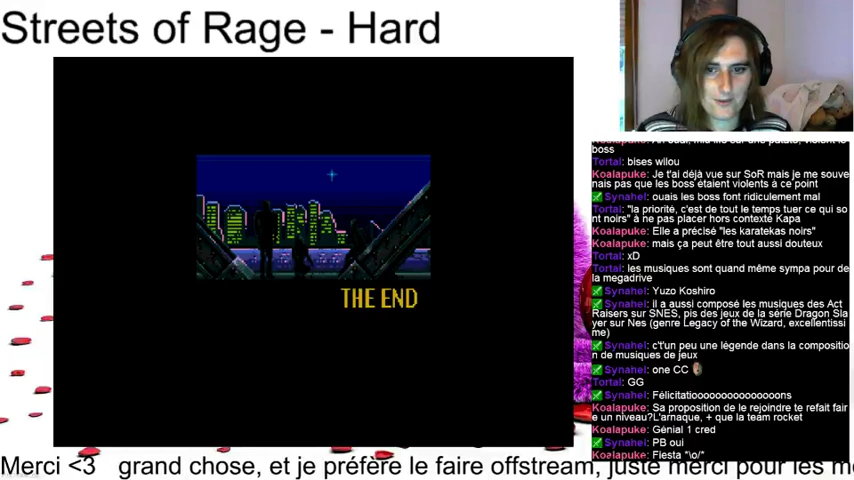 Streets of Rage - Hard
boss
Tortal: bises wilou
Koalapuke: Je t'ai déjà vue sur SoR mais je me souve
nais pas que les boss étaient violents à ce point
Synahel: ouais les boss font ridiculement mal
Tortal: "la priorité, c'est de tout le temps tuer ce qui so
nt noirs" à ne pas placer hors contexte Kapa
Koalapuke: Elle a précisé "les karatekas noirs"
Koalapuke: mais ça peut être tout aussi douteux
Tortal: xD
Tortal: les musiques sont quand même sympa pour de
la megadrive
Synahel: Yuzo Koshiro
Synahel: il a aussi composé les musiques des Act
Raisers sur SNES, pis des jeux de la série Dragon Sla
yer sur Nes (genre Legacy of the Wizard, excellentissi
me)
Synahel: c't'un peu une légende dans la compositio
n de musiques de jeux
Synahel: one CC
Tortal: GG
Synahel: Félicitatiooooooooooooooons
Koalapuke: Sa proposition de le rejoindre te refait fair
e un niveau?L'arnaque, + que la team rocket
Koalapuke: Génial 1 cred
Synahel: PB oui
Koalapuke: Fiesta *\o/*
THE END
Merci <3 grand chose, et je préfère le faire offstream, juste merci pour les m